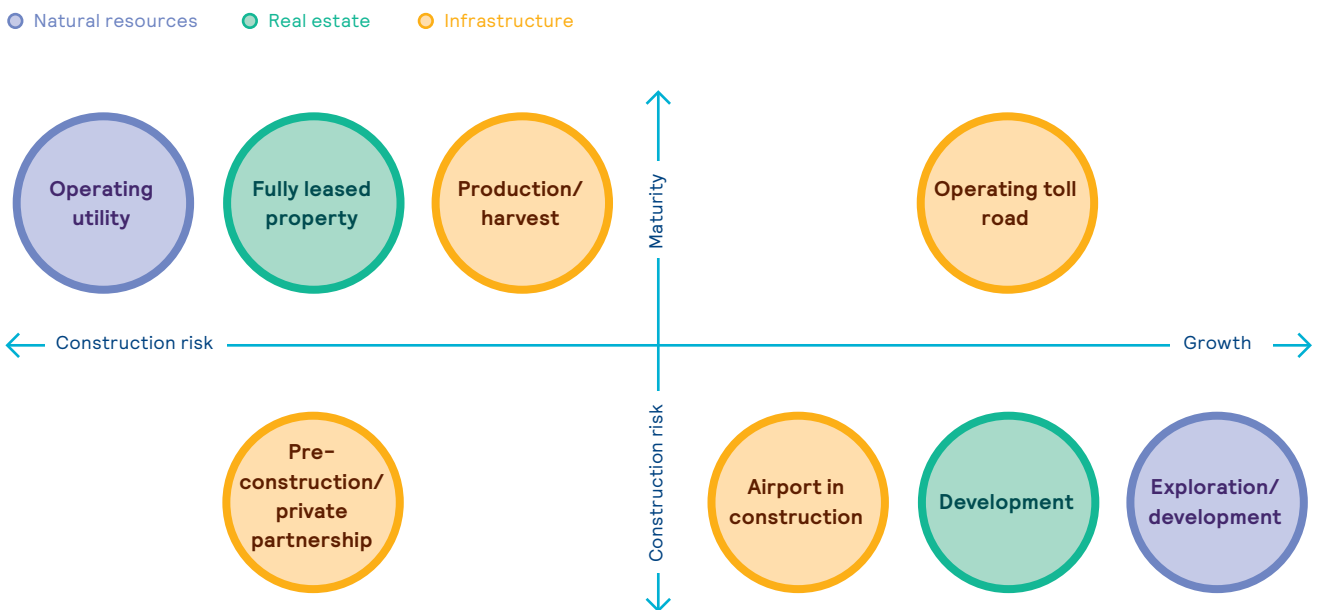 Natural resources
Real estate
Infrastructure
Operating
utility
Fully leased
property
Production/
harvest
Maturity
Operating toll
road
Construction risk
Growth
Pre-
construction/
private
partnership
Construction risk
Airport in
construction
Development
Exploration/
development